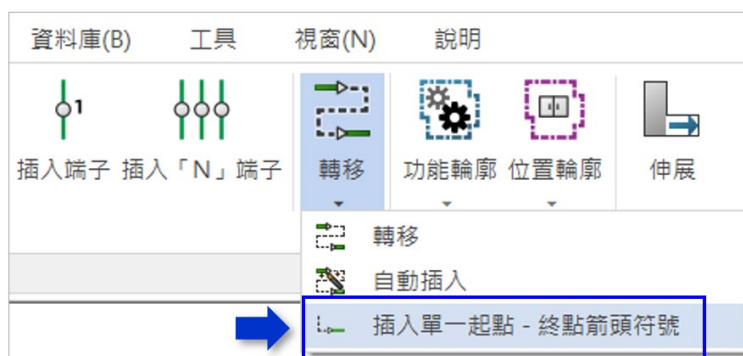 資料庫(B) 工具 視窗(N) 說明
1
插入端子 插入「N」端子 轉移 功能輪廓 位置輪廓 伸展
轉移
自動插入
插入單一起點 - 終點箭頭符號